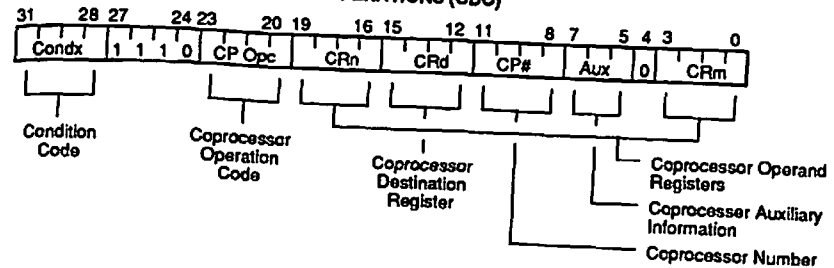 OPERATIONS (CDO)
31 28 27 24 23 20 19 16 15 12 11 8 7 5 4 3 0
Condx 1 1 1 0 CP Opc CRn CRd CP# Aux 0 CRm
Condition
Code
Coprocessor
Operation
Code
Coprocessor
Destination
Register
Coprocessor Operand
Registers
Coprocesser Auxiliary
Information
Coprocessor Number